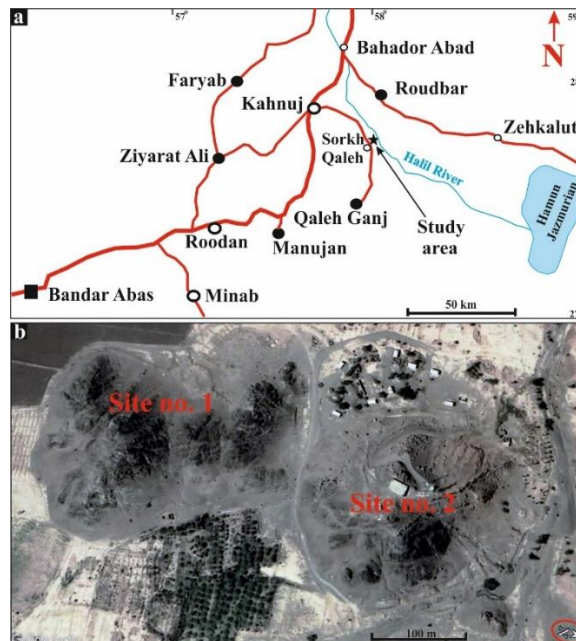 a
57
58
59
N
Bahador Abad
Faryab
Roudbar
Kahnuj
Zehkalut
Ziyarat Ali
Sorkh
Qaleh
Halil River
Hamun
Jazmurian
Qaleh Ganj
Study
area
Roodan
Manujan
Bandar Abas
Minab
50 km
b
Site no. 1
Site no. 2
100 m